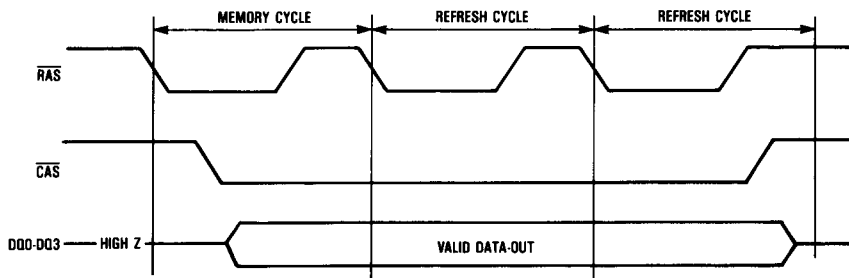 MEMORY CYCLE REFRESH CYCLE REFRESH CYCLE
RAS
CAS
DQ0-DQ3 HIGH Z VALID DATA-OUT